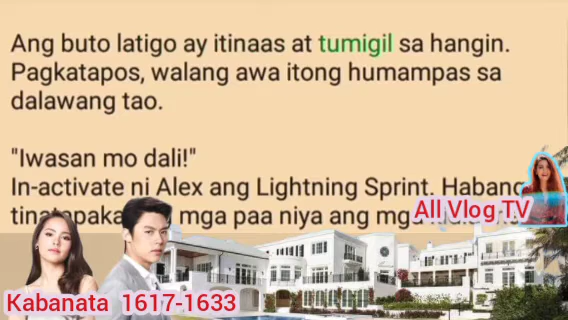 Ang buto latigo ay itinaas at tumigil sa hangin.
Pagkatapos, walang awa itong humampas sa
dalawang tao.
"Iwasan mo dali!"
In-activate ni Alex ang Lightning Sprint. Habang
mga paa niya ang mga
All Vlog TV
Kabanata 1617-1633